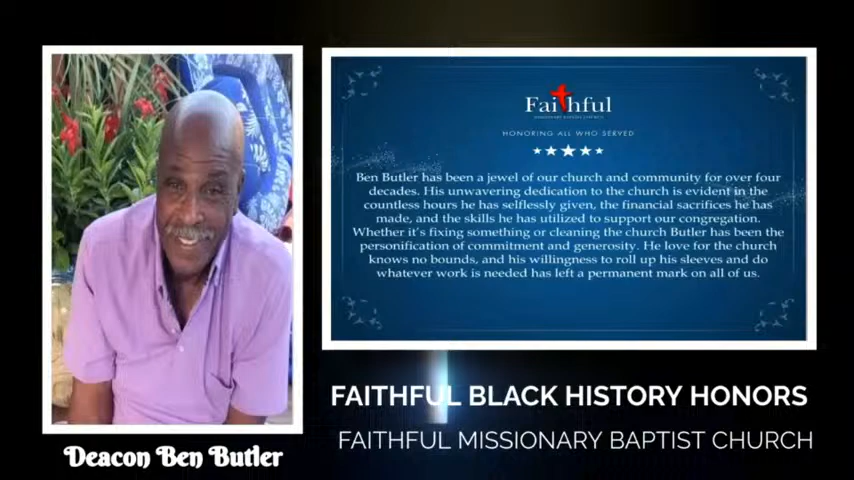 Faithful
MISSIONARY BAPTIST CHURCH
HONORING ALL WHO SERVED
Ben Butler has been a jewel of our church and community for over four
decades. His unwavering dedication to the church is evident in the
countless hours he has selflessly given, the financial sacrifices he has
made, and the skills he has utilized to support our congregation.
Whether it's fixing something or cleaning the church Butler has been the
personification of commitment and generosity. He love for the church
knows no bounds, and his willingness to roll up his sleeves and do
whatever work is needed has left a permanent mark on all of us.
FAITHFUL BLACK HISTORY HONORS
FAITHFUL MISSIONARY BAPTIST CHURCH
Deacon Ben Butler